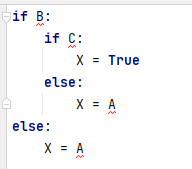 if B:
    if C:
        X = True
    else:
        X = A
else:
    X = A